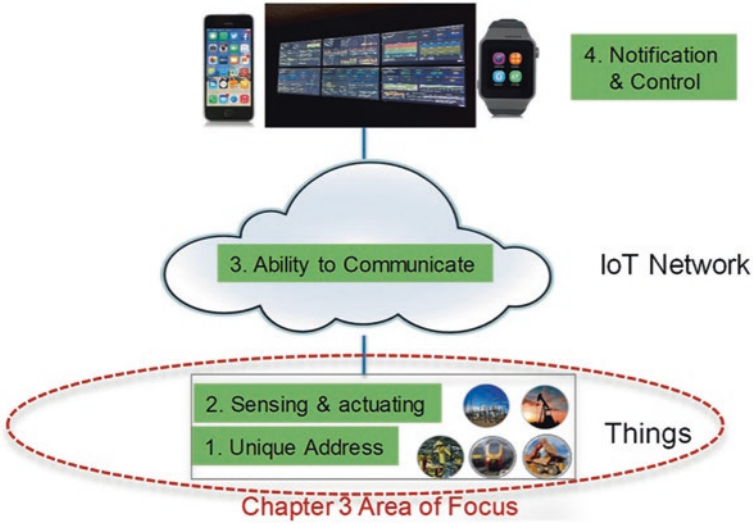 4. Notification
& Control
3. Ability to Communicate
IoT Network
2. Sensing & actuating
1. Unique Address
Things
Chapter 3 Area of Focus